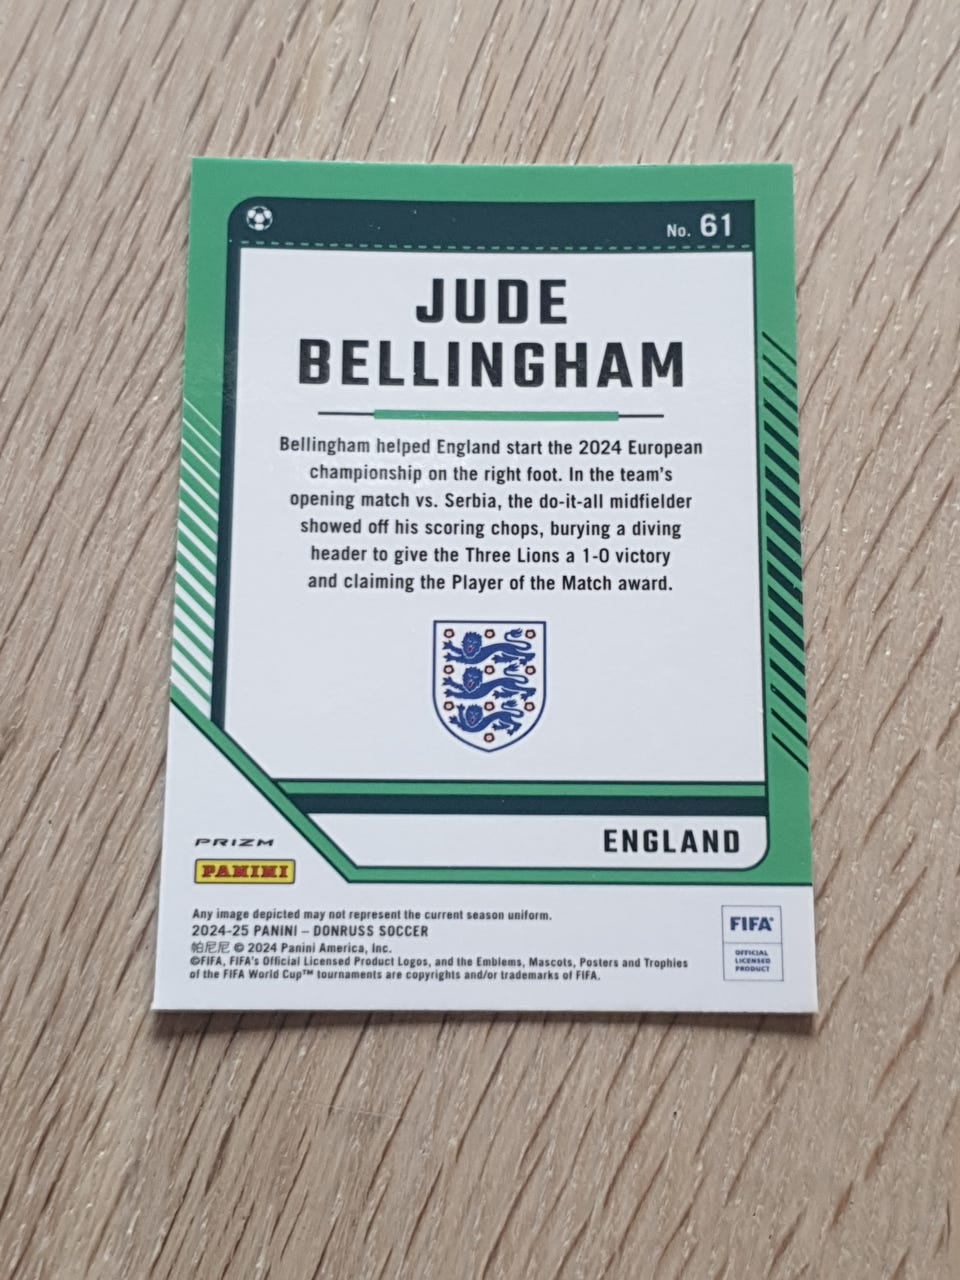 No. 61
JUDE
BELLINGHAM
Bellingham helped England start the 2024 European
championship on the right foot. In the team's
opening match vs. Serbia, the do-it-all midfielder
showed off his scoring chops, burying a diving
header to give the Three Lions a 1-0 victory
and claiming the Player of the Match award.
ENGLAND
PRIZM
PANINI
Any image depicted may not represent the current season uniform.
2024-25 PANINI – DONRUSS SOCCER
帕尼尼 © 2024 Panini America, Inc.
©FIFA, FIFA's Official Licensed Product Logos, and the Emblems, Mascots, Posters and Trophies
of the FIFA World Cup™ tournaments are copyrights and/or trademarks of FIFA.
FIFA®
OFFICIAL
LICENSED
PRODUCT